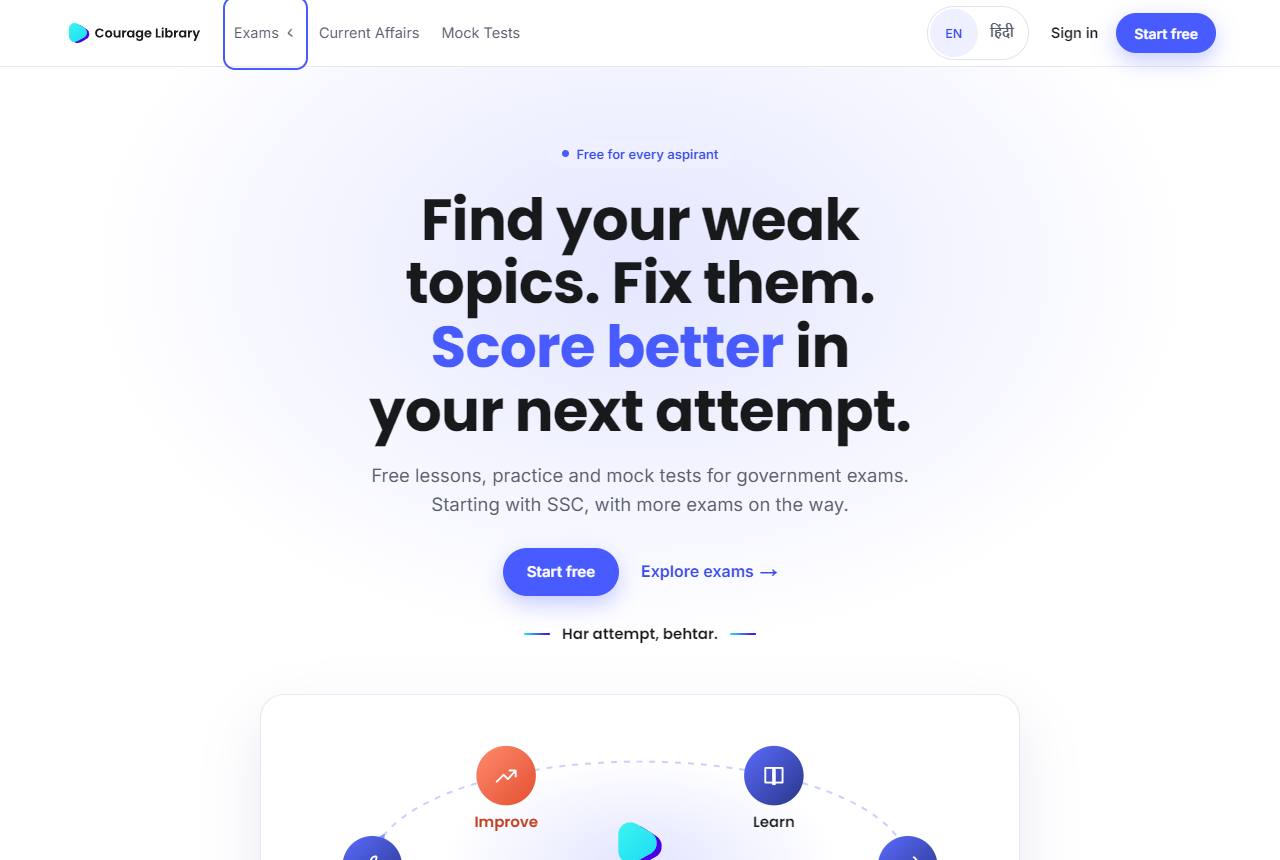 Courage Library
Exams
Current Affairs
Mock Tests
EN
हिंदी
Sign in
Start free
Free for every aspirant
Find your weak
topics. Fix them.
Score better in
your next attempt.
Free lessons, practice and mock tests for government exams.
Starting with SSC, with more exams on the way.
Start free
Explore exams →
Har attempt, behtar.
Improve
Learn